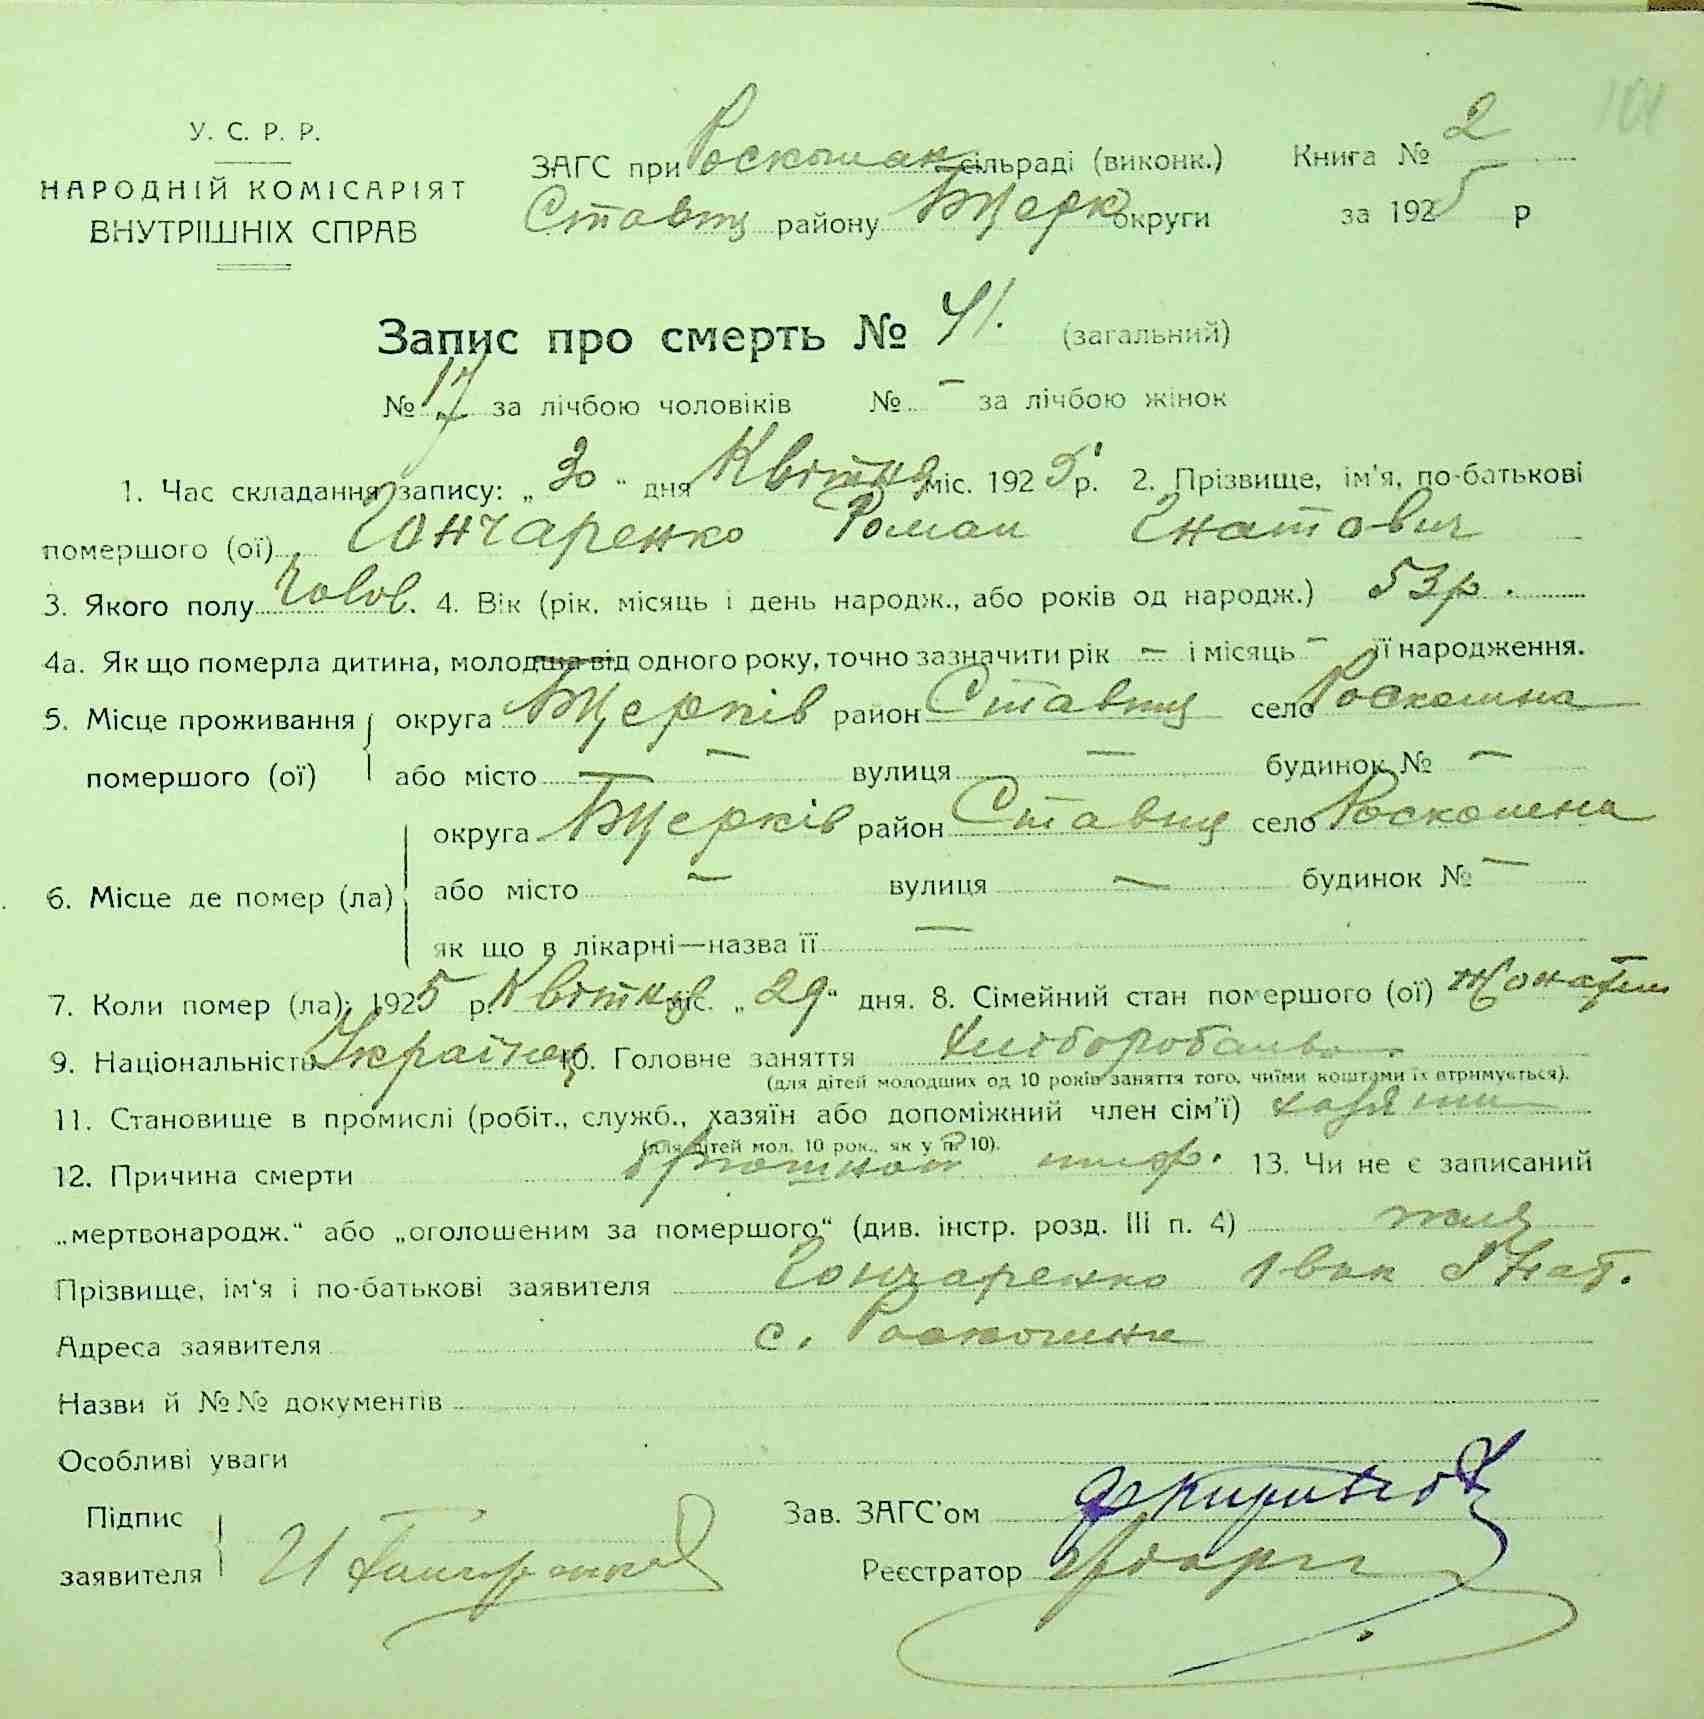 101
У. С. Р. Р.
НАРОДНІЙ КОМІСАРІЯТ
ВНУТРІШНІХ СПРАВ
ЗАГС при Роскошан сільраді (виконк.) Книга № 2
Ставищ району БЦерк округи за 1925 р
Запис про смерть № 41. (загальний)
№ 17 за лічбою чоловіків № — за лічбою жінок
1. Час складання запису: „30“ дня Квітня міс. 1925 р. 2. Прізвище, ім'я, по-батькові
помершого (ої) Гончаренко Роман Гнатович
3. Якого полу Чолов. 4. Вік (рік, місяць і день народж., або років од народж.) 53 р.
4а. Як що померла дитина, молодша від одного року, точно зазначити рік — і місяць — її народження.
5. Місце проживання округа БЦерків район Ставищ село Роскошна
помершого (ої) або місто — вулиця — будинок № —
округа БЦерків район Ставищ село Роскошна
6. Місце де помер (ла) або місто — вулиця — будинок № —
як що в лікарні—назва її —
7. Коли помер (ла): 1925 р. Квітня міс. „29“ дня. 8. Сімейний стан помершого (ої)
9. Національність Українец 10. Головне заняття
(для дітей молодших од 10 років заняття того, чиїми коштами їх втримується).
11. Становище в промислі (робіт., служб., хазяїн або допоміжний член сім'ї)
(для дітей мол. 10 рок., як у п. 10).
12. Причина смерти тиф. 13. Чи не є записаний
„мертвонародж.“ або „оголошеним за помершого“ (див. інстр. розд. III п. 4)
Прізвище, ім'я і по-батькові заявителя Гончаренко Іван Гнат.
Адреса заявителя с. Роскошна
Назви й №№ документів
Особливі уваги
Підпис
заявителя
Зав. ЗАГС'ом
Реєстратор